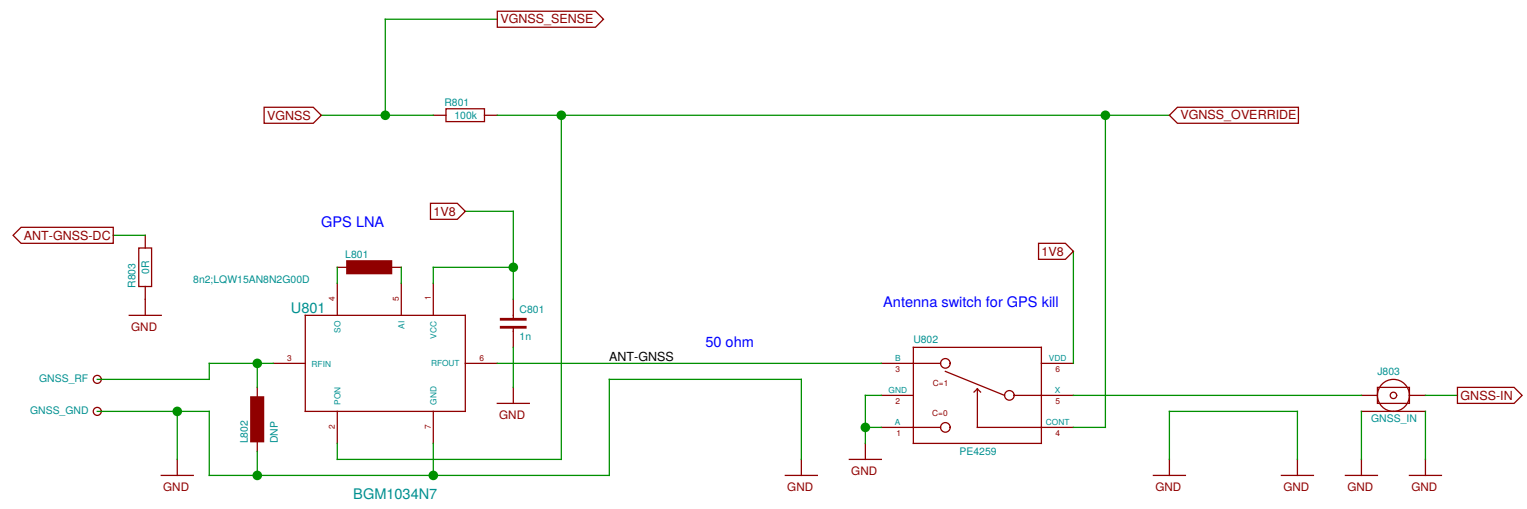 VGNSS_SENSE
R801
VGNSS
100k
VGNSS_OVERRIDE
1V8
GPS LNA
ANT-GNSS-DC
R803
0R
GND
L801
8n2;LQW15AN8N2G00D
1V8
4
5
1
U801
SO
AI
VCC
C801
1n
Antenna switch for GPS kill
U802
50 ohm
ANT-GNSS
3
RFIN
RFOUT
6
PON
GND
2
7
GND
B
3
C=1
VDD
6
GND
2
X
5
C=0
A
1
CONT
4
PE4259
GND
J803
GNSS_IN
GNSS-IN
GNSS_RF
GNSS_GND
L802
DNP
GND
BGM1034N7
GND
GND
GND
GND
GND